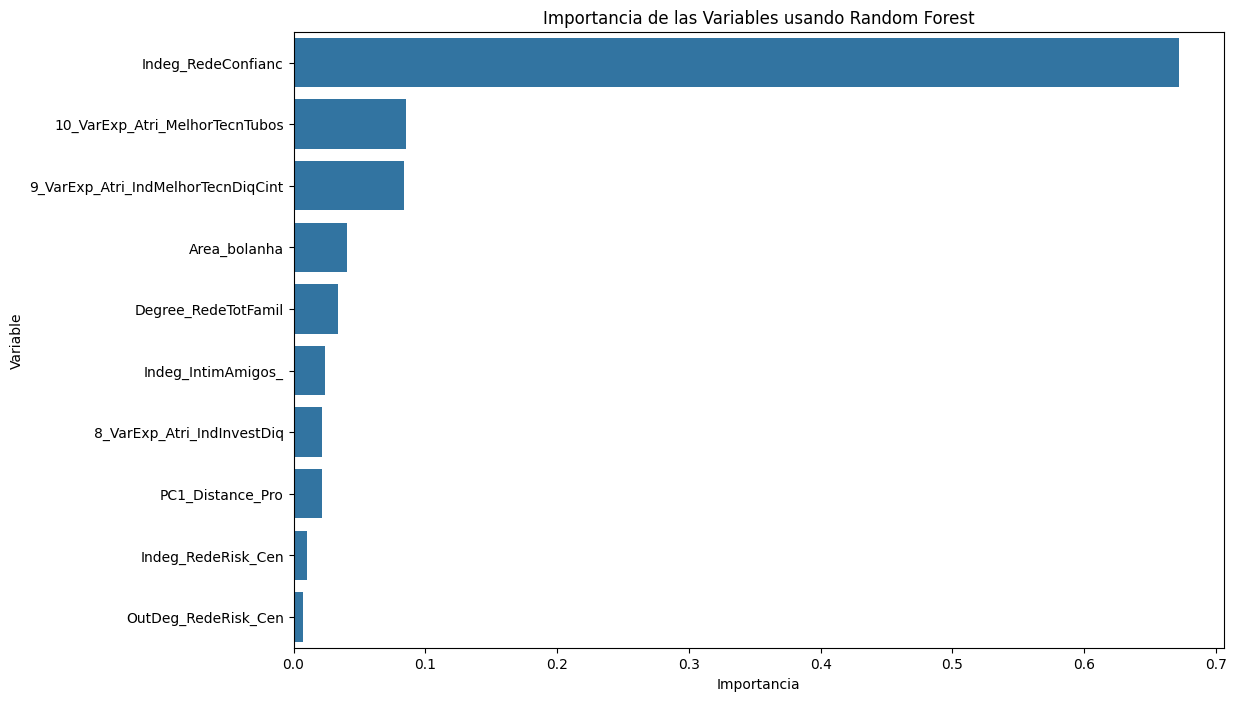 Importancia de las Variables usando Random Forest
Variable
Indeg_RedeConfianc
10_VarExp_Atri_MelhorTecnTubos
9_VarExp_Atri_IndMelhorTecnDiqCint
Area_bolanha
Degree_RedeTotFamil
Indeg_IntimAmigos_
8_VarExp_Atri_IndInvestDiq
PC1_Distance_Pro
Indeg_RedeRisk_Cen
OutDeg_RedeRisk_Cen
0.0 0.1 0.2 0.3 0.4 0.5 0.6 0.7
Importancia